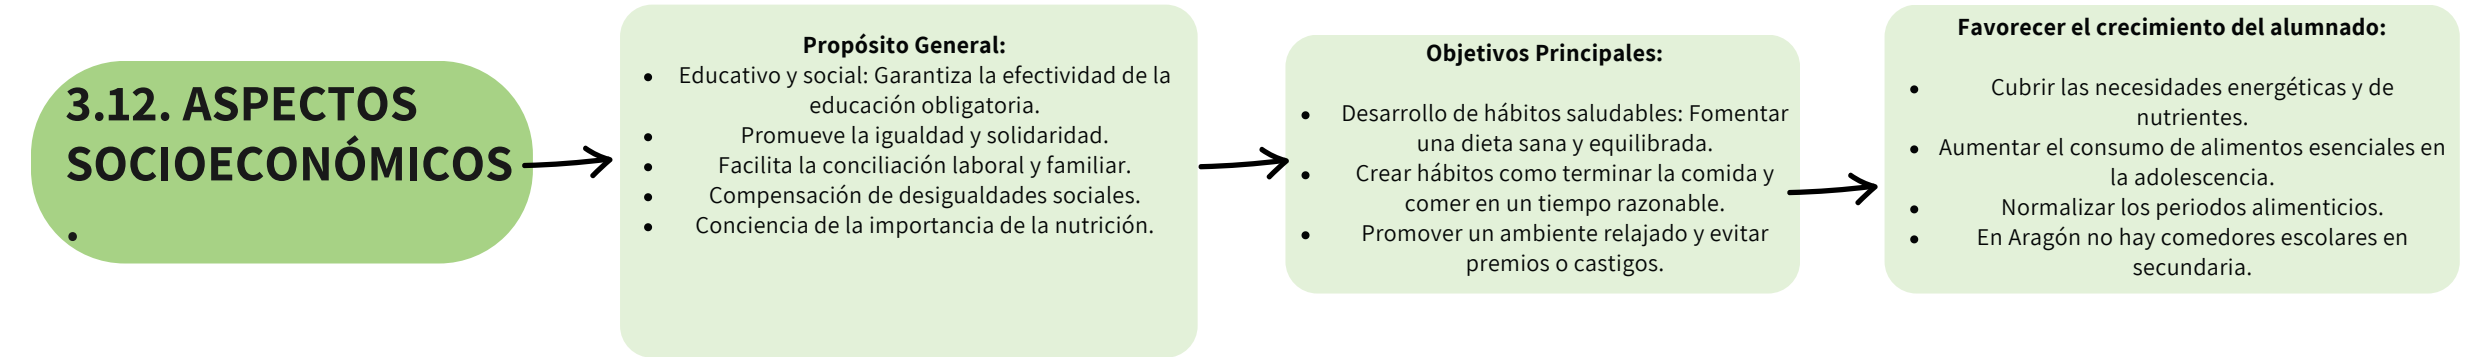 3.12. ASPECTOS
SOCIOECONÓMICOS
•
Propósito General:
• Educativo y social: Garantiza la efectividad de la
educación obligatoria.
• Promueve la igualdad y solidaridad.
• Facilita la conciliación laboral y familiar.
• Compensación de desigualdades sociales.
• Conciencia de la importancia de la nutrición.
Objetivos Principales:
• Desarrollo de hábitos saludables: Fomentar
una dieta sana y equilibrada.
• Crear hábitos como terminar la comida y
comer en un tiempo razonable.
• Promover un ambiente relajado y evitar
premios o castigos.
Favorecer el crecimiento del alumnado:
• Cubrir las necesidades energéticas y de
nutrientes.
• Aumentar el consumo de alimentos esenciales en
la adolescencia.
• Normalizar los periodos alimenticios.
• En Aragón no hay comedores escolares en
secundaria.